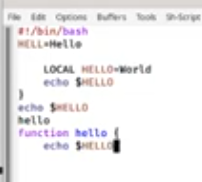 File Edit Options Buffers Tools Sh-Script
#!/bin/bash
HELL=Hello
LOCAL HELLO=World
echo $HELLO
}
echo $HELLO
hello
function hello {
echo $HELLO